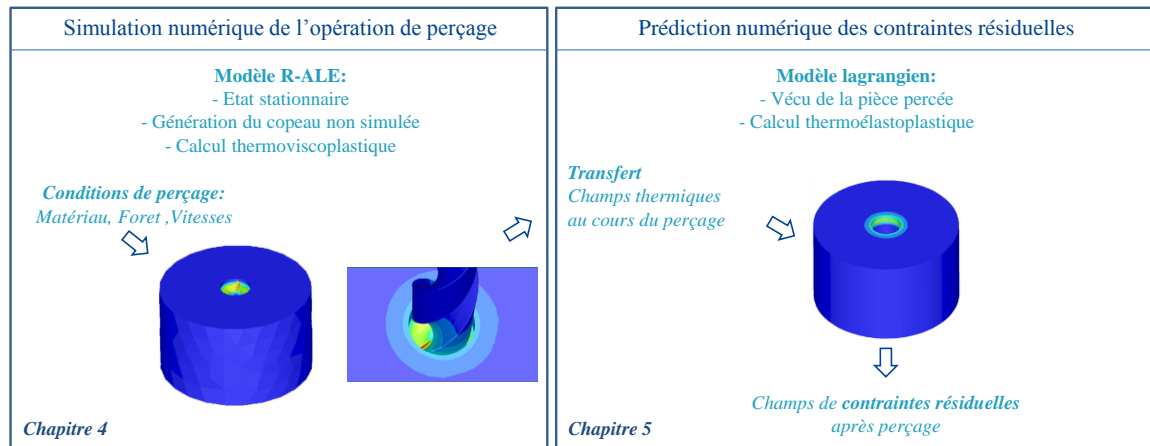 Simulation numérique de l'opération de perçage
Modèle R-ALE:
- Etat stationnaire
- Génération du copeau non simulée
- Calcul thermoviscoplastique
Conditions de perçage:
Matériau, Foret ,Vitesses
Chapitre 4
Prédiction numérique des contraintes résiduelles
Modèle lagrangien:
- Vécu de la pièce percée
- Calcul thermoélastoplastique
Transfert
Champs thermiques
au cours du perçage
Champs de contraintes résiduelles
après perçage
Chapitre 5